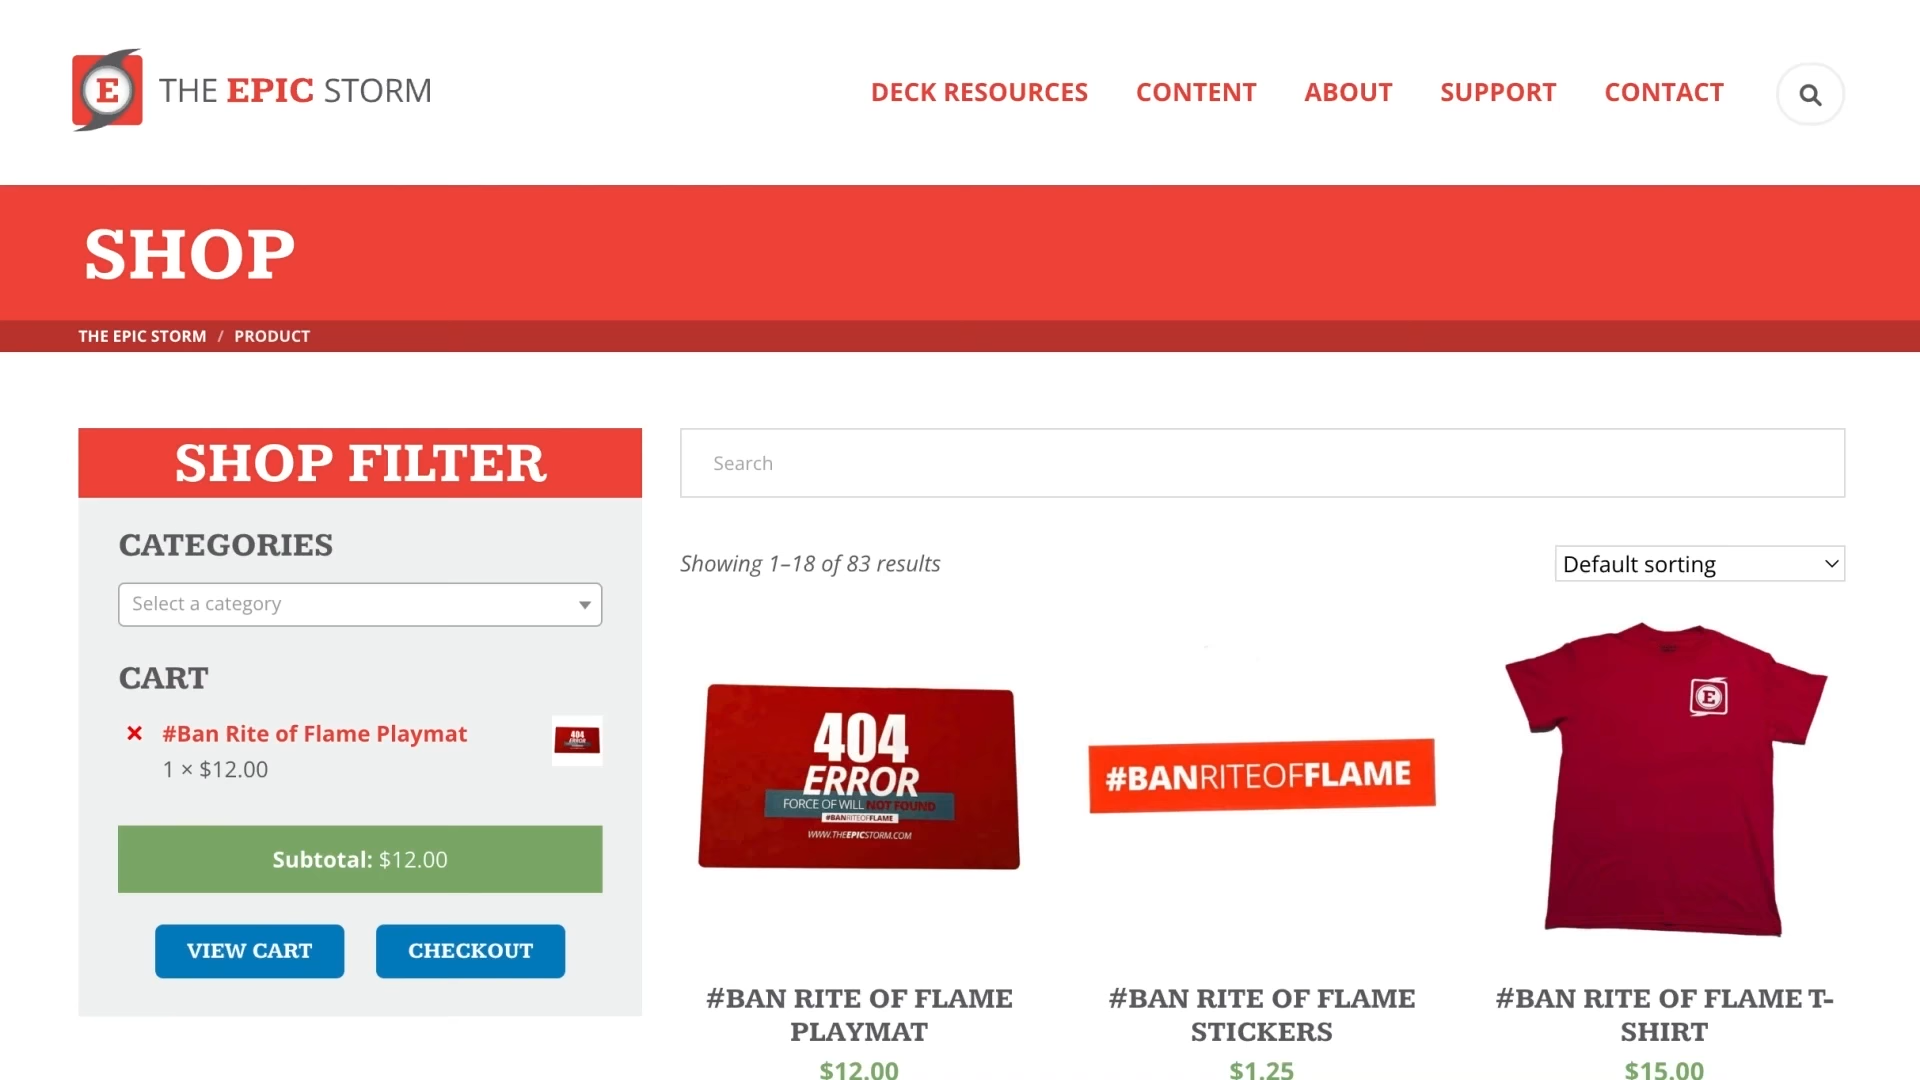 E THE EPIC STORM
DECK RESOURCES CONTENT ABOUT SUPPORT CONTACT
SHOP
THE EPIC STORM / PRODUCT
SHOP FILTER
CATEGORIES
Select a category
CART
× #Ban Rite of Flame Playmat
1 × $12.00
404
Subtotal: $12.00
VIEW CART CHECKOUT
Search
Showing 1–18 of 83 results
Default sorting
404
ERROR
FORCE OF WILL NOT FOUND
#BANRITEOFFLAME
WWW.THEEPICSTORM.COM
#BAN RITE OF FLAME
PLAYMAT
$12.00
#BANRITEOFFLAME
#BAN RITE OF FLAME
STICKERS
$1.25
E
#BAN RITE OF FLAME T-
SHIRT
$15.00